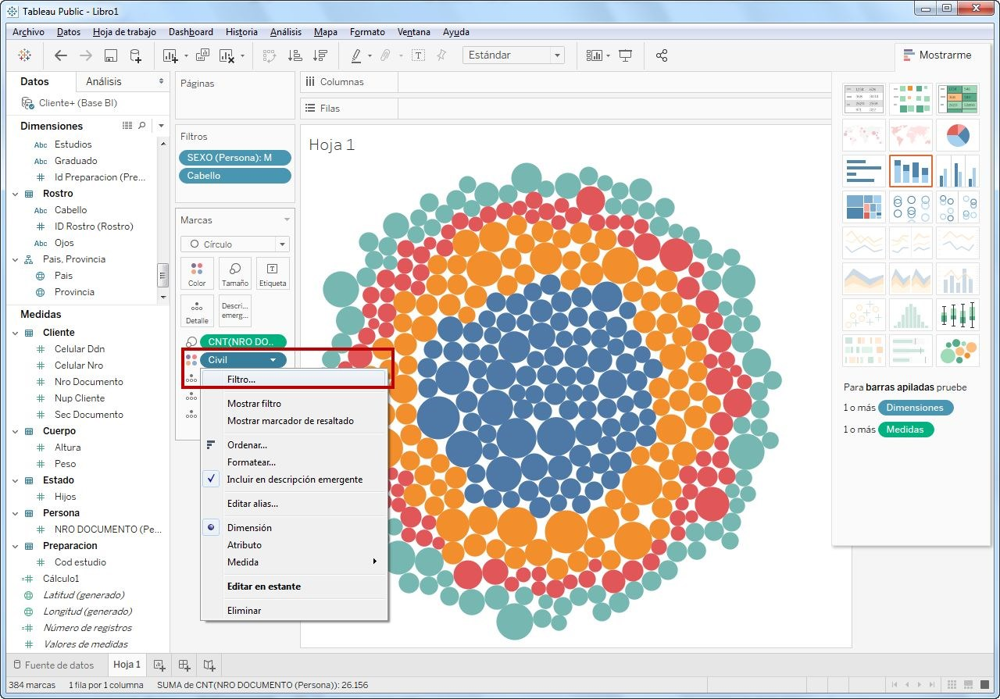 Tableau Public - Libro1
Archivo Datos Hoja de trabajo Dashboard Historia Análisis Mapa Formato Ventana Ayuda
Estándar
Mostrarme
Datos
Análisis
Cliente+ (Base BI)
Dimensiones
Abc Estudios
Abc Graduado
Id Preparacion (Pre...
Rostro
Abc Cabello
ID Rostro (Rostro)
Abc Ojos
Pais, Provincia
Pais
Provincia
Medidas
Cliente
Celular Ddn
Celular Nro
Nro Documento
Nup Cliente
Sec Documento
Cuerpo
Altura
Peso
Estado
Hijos
Persona
NRO DOCUMENTO (Pe...
Preparacion
Cod estudio
Cálculo1
Latitud (generado)
Longitud (generado)
Número de registros
Valores de medidas
Páginas
Filtros
SEXO (Persona): M
Cabello
Marcas
Círculo
Color
Tamaño
Etiqueta
Detalle
Descri...
emerg...
CNT(NRO DO..
Civil
Filtro...
Mostrar filtro
Mostrar marcador de resaltado
Ordenar...
Formatear...
Incluir en descripción emergente
Editar alias...
Dimensión
Atributo
Medida
Editar en estante
Eliminar
Columnas
Filas
Hoja 1
Para barras apiladas pruebe
1 o más Dimensiones
1 o más Medidas
Fuente de datos
Hoja 1
384 marcas 1 fila por 1 columna SUMA de CNT(NRO DOCUMENTO (Persona)): 26.156